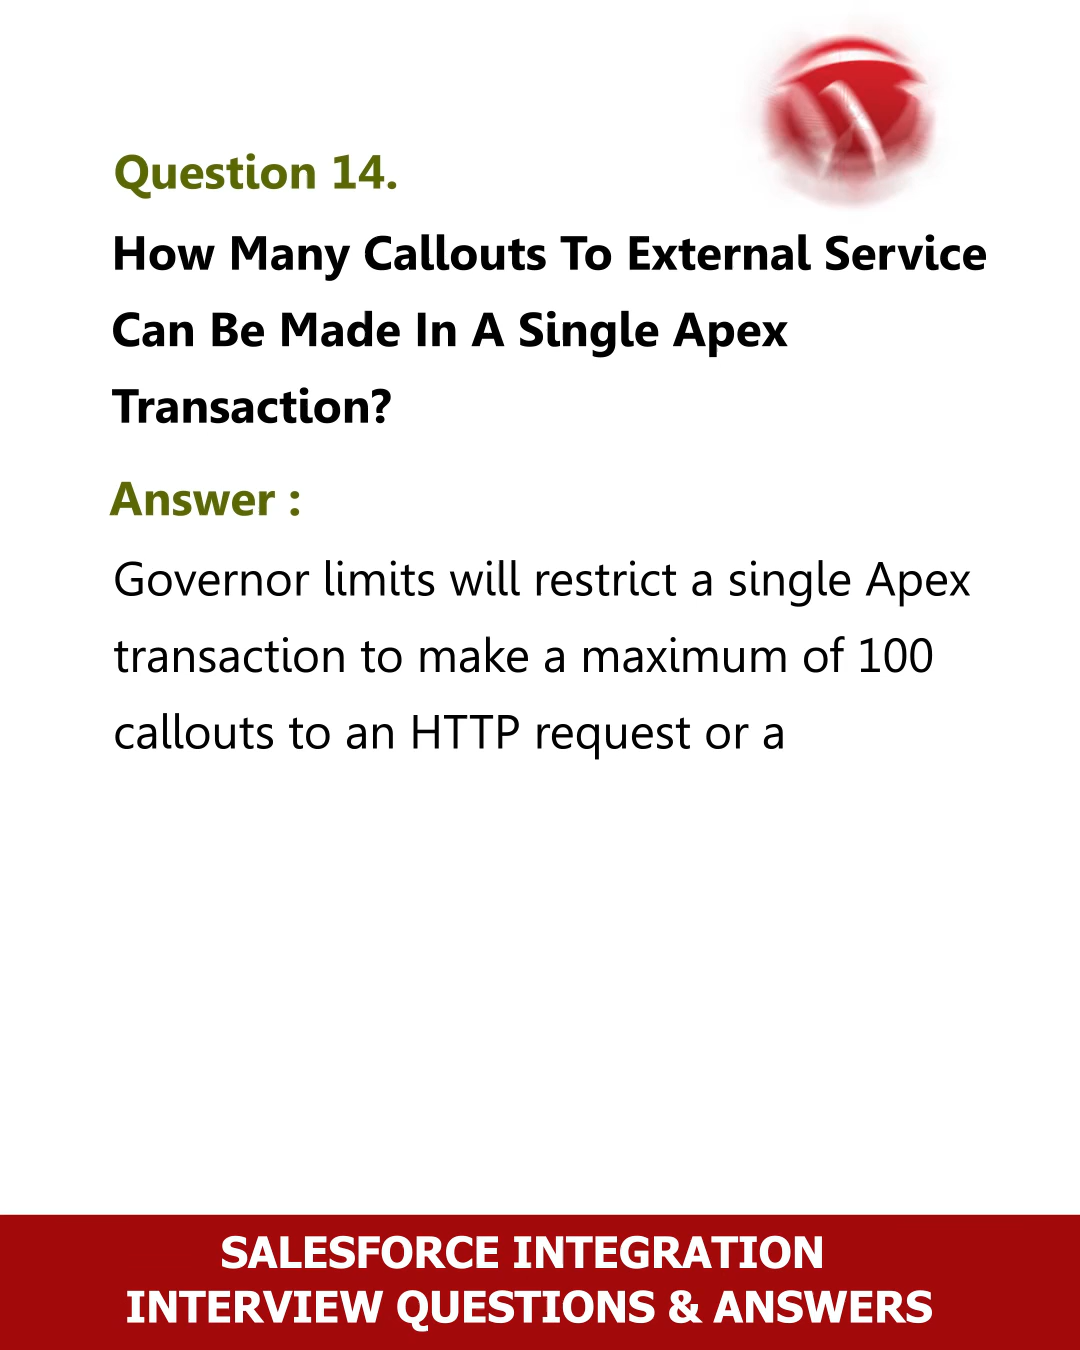 Question 14.
How Many Callouts To External Service
Can Be Made In A Single Apex
Transaction?
Answer :
Governor limits will restrict a single Apex
transaction to make a maximum of 100
callouts to an HTTP request or a
SALESFORCE INTEGRATION
INTERVIEW QUESTIONS & ANSWERS